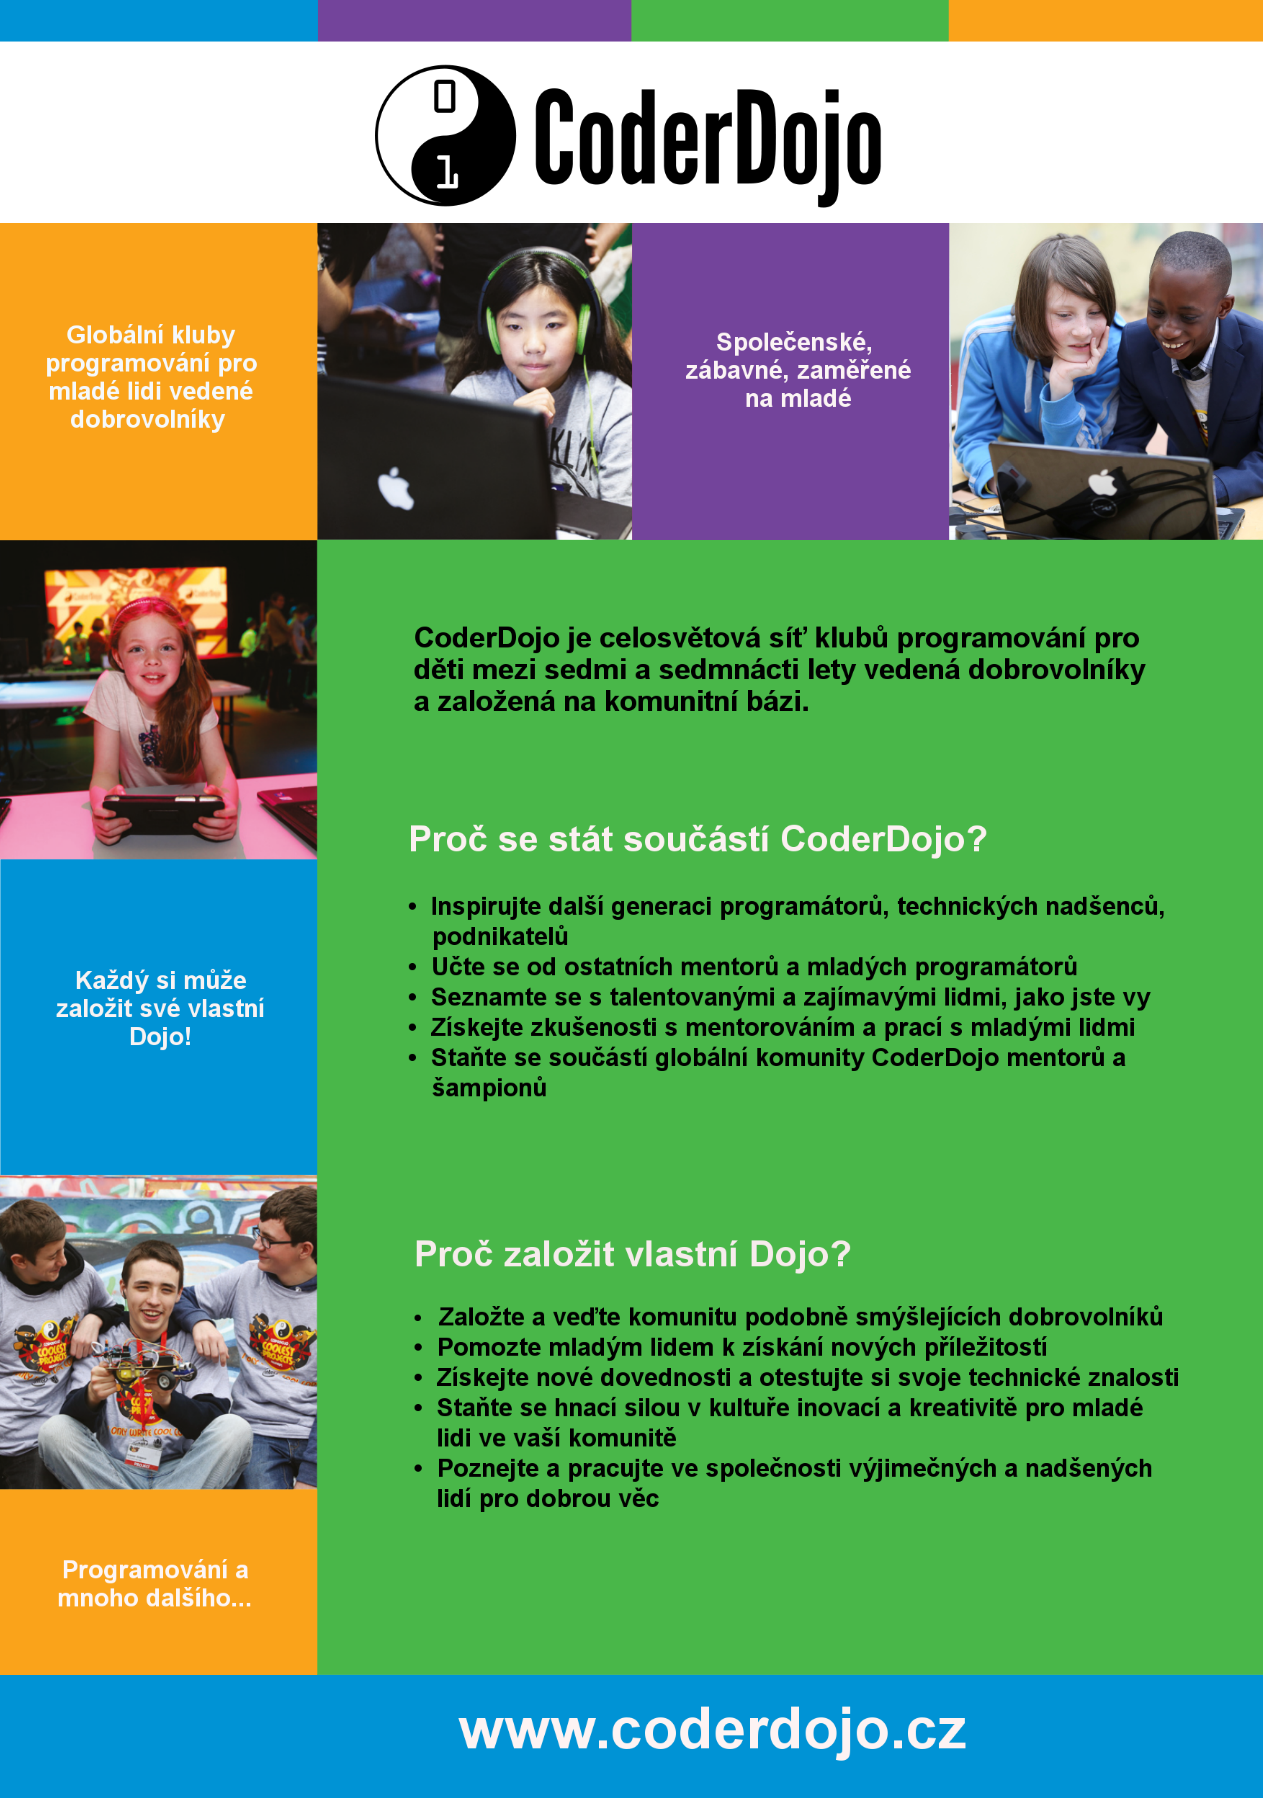 0
1
CoderDojo
Globální kluby
programování pro
mladé lidi vedené
dobrovolníky
Společenské,
zábavné, zaměřené
na mladé
CoderDojo
CoderDojo je celosvětová síť klubů programování pro
děti mezi sedmi a sedmnácti lety vedená dobrovolníky
a založená na komunitní bázi.
Proč se stát součástí CoderDojo?
• Inspirujte další generaci programátorů, technických nadšenců,
podnikatelů
• Učte se od ostatních mentorů a mladých programátorů
• Seznamte se s talentovanými a zajímavými lidmi, jako jste vy
• Získejte zkušenosti s mentorováním a prací s mladými lidmi
• Staňte se součástí globální komunity CoderDojo mentorů a
šampionů
Každý si může
založit své vlastní
Dojo!
COOLEST
PROJECTS
COOLEST
PROJECTS
Proč založit vlastní Dojo?
• Založte a veďte komunitu podobně smýšlejících dobrovolníků
• Pomozte mladým lidem k získání nových příležitostí
• Získejte nové dovednosti a otestujte si svoje technické znalosti
• Staňte se hnací silou v kultuře inovací a kreativitě pro mladé
lidi ve vaší komunitě
• Poznejte a pracujte ve společnosti výjimečných a nadšených
lidí pro dobrou věc
Programování a
mnoho dalšího...
www.coderdojo.cz